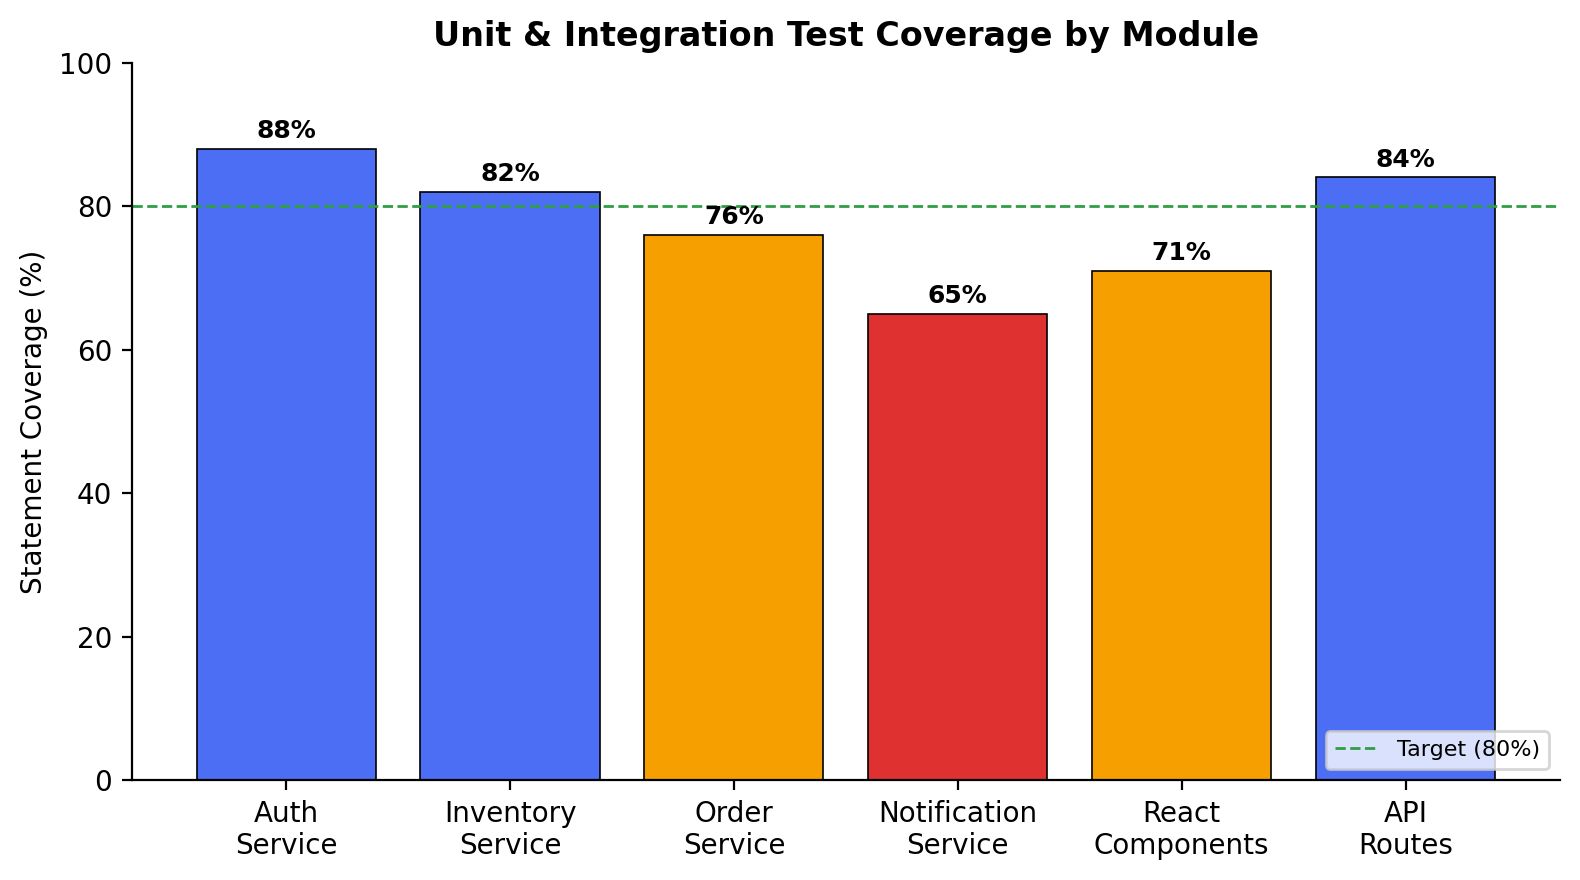 Unit & Integration Test Coverage by Module
Statement Coverage (%)
100
80
60
40
20
0
88%
82%
76%
65%
71%
84%
Auth
Service
Inventory
Service
Order
Service
Notification
Service
React
Components
API
Routes
Target (80%)